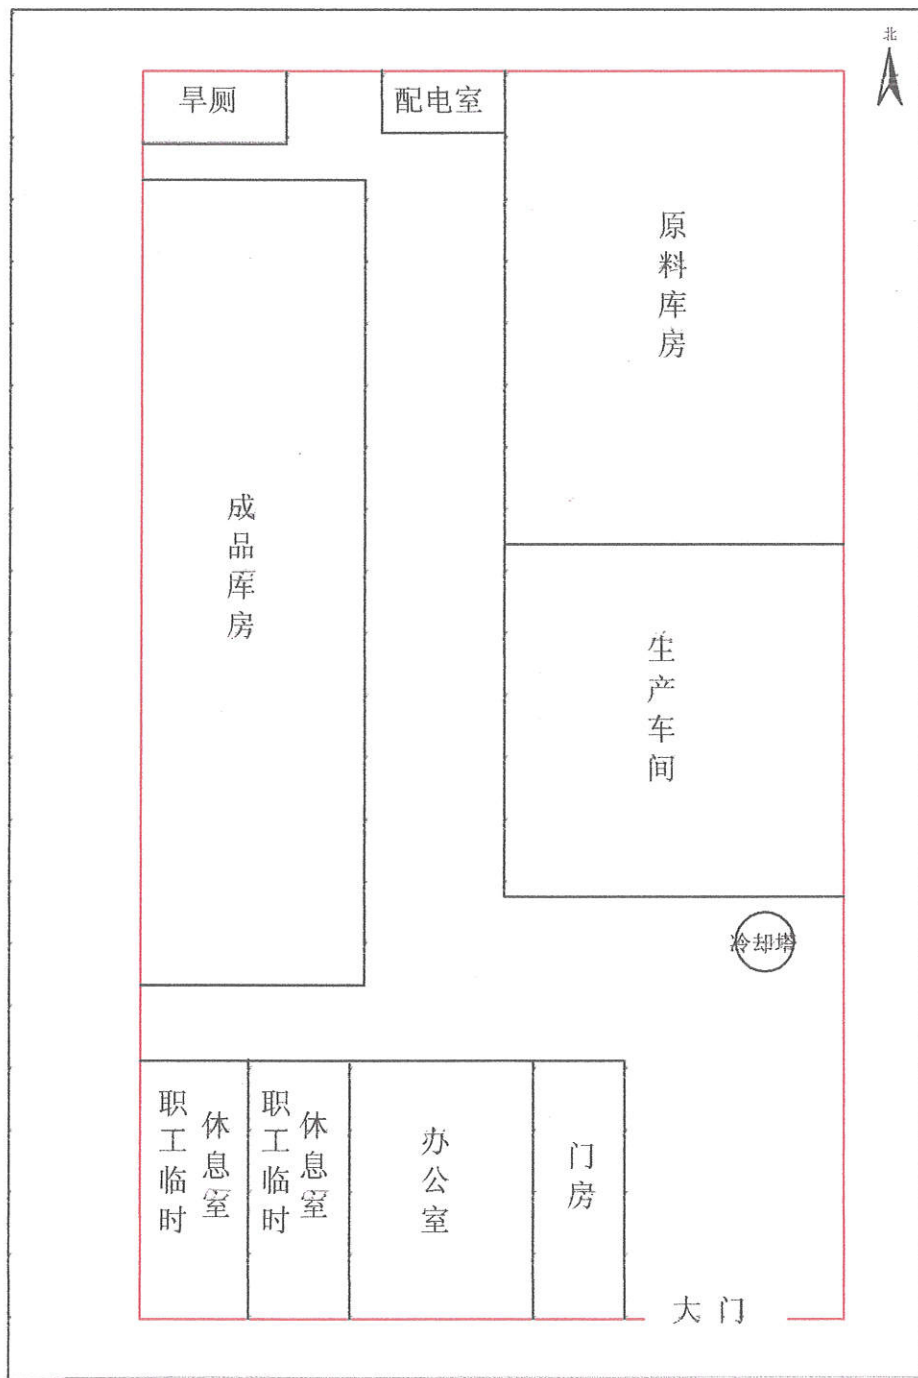 北
旱厕
配电室
原料库房
成品库房
生产车间
冷却塔
职工临时
休息室
职工临时
休息室
办公室
门房
大门